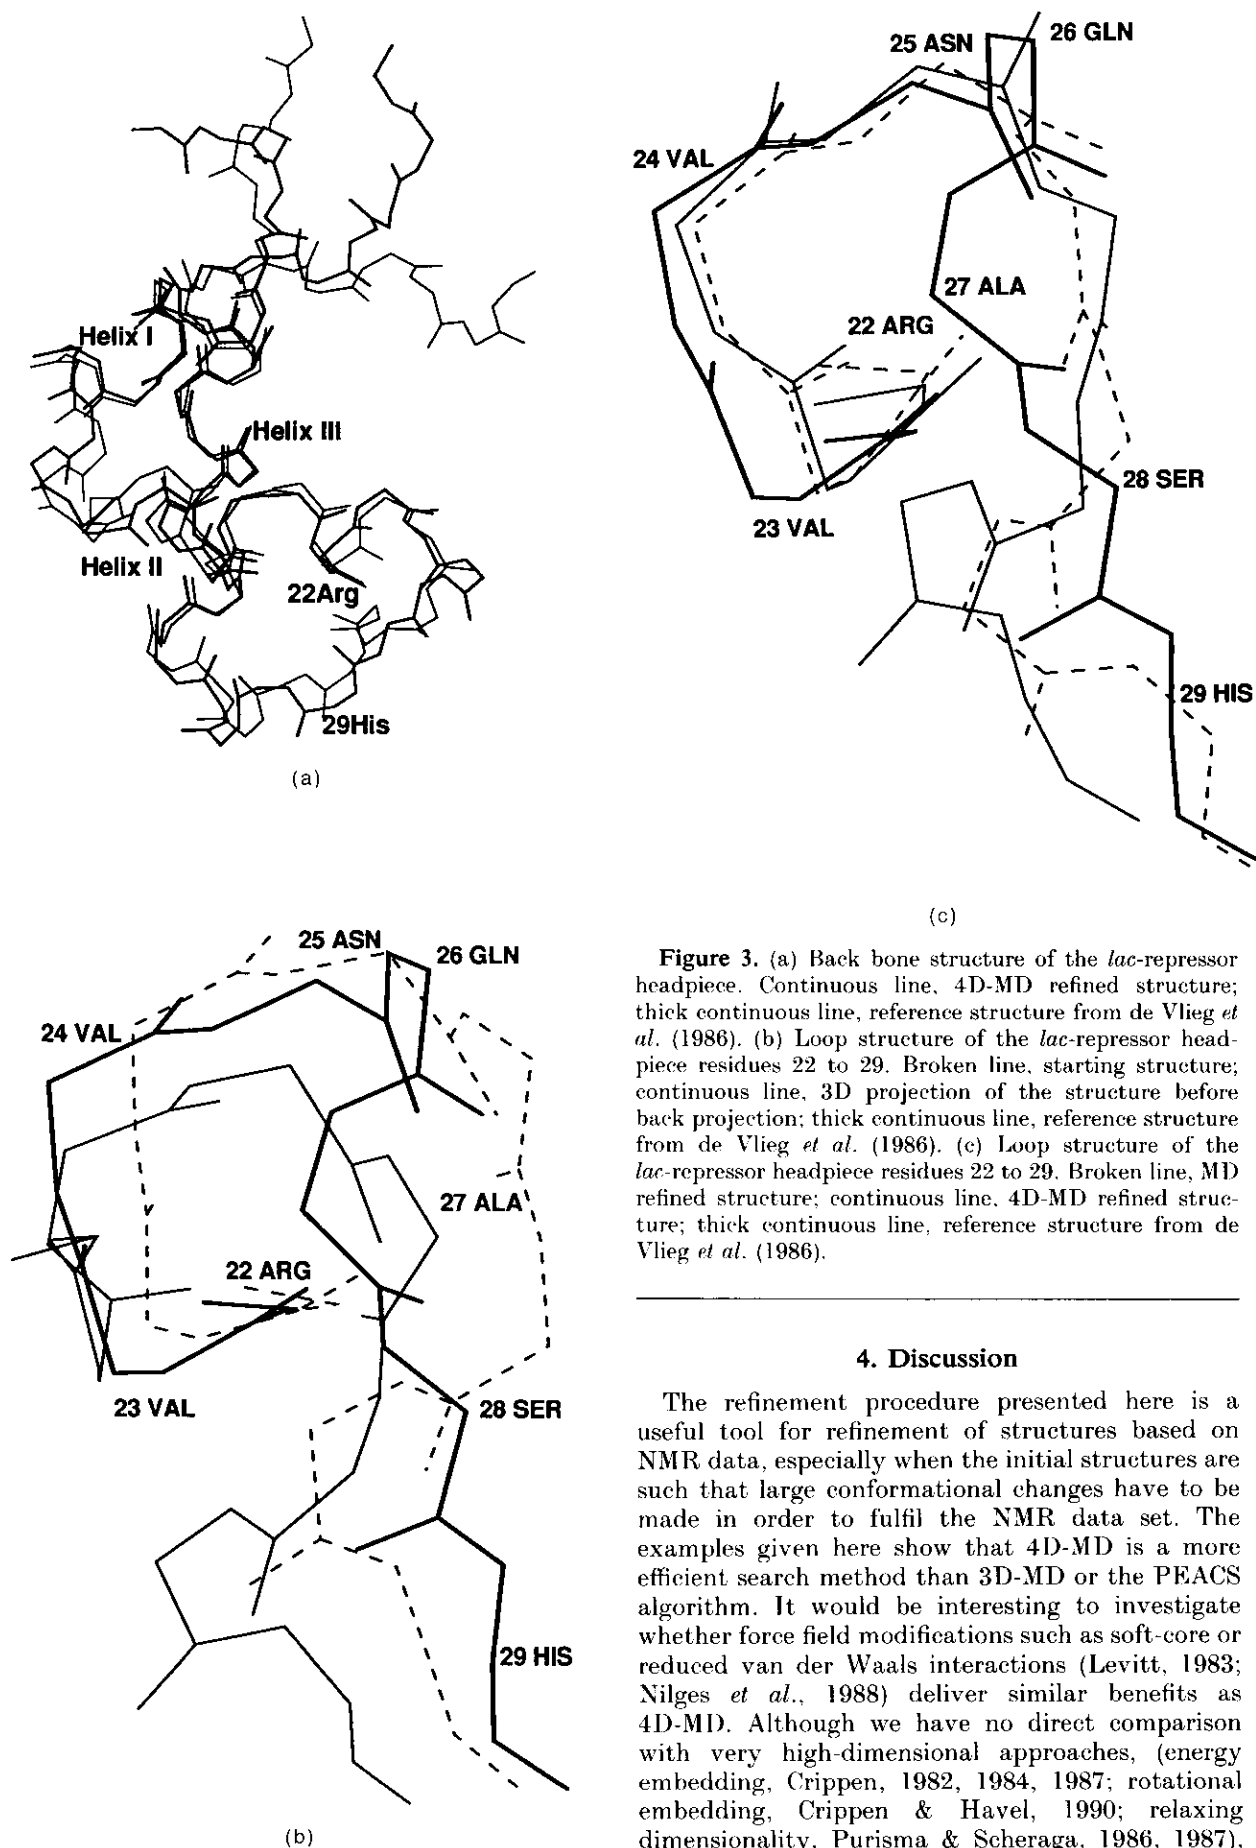 Helix I
Helix III
Helix II
22Arg
29His
(a)
25 ASN
26 GLN
24 VAL
22 ARG
27 ALA
23 VAL
28 SER
29 HIS
(b)
26 GLN
25 ASN
24 VAL
27 ALA
22 ARG
28 SER
23 VAL
29 HIS
(c)
Figure 3. (a) Back bone structure of the lac-repressor
headpiece. Continuous line, 4D-MD refined structure;
thick continuous line, reference structure from de Vlieg et
al. (1986). (b) Loop structure of the lac-repressor head-
piece residues 22 to 29. Broken line, starting structure;
continuous line, 3D projection of the structure before
back projection; thick continuous line, reference structure
from de Vlieg et al. (1986). (c) Loop structure of the
lac-repressor headpiece residues 22 to 29. Broken line, MD
refined structure; continuous line, 4D-MD refined struc-
ture; thick continuous line, reference structure from de
Vlieg et al. (1986).
4. Discussion
The refinement procedure presented here is a
useful tool for refinement of structures based on
NMR data, especially when the initial structures are
such that large conformational changes have to be
made in order to fulfil the NMR data set. The
examples given here show that 4D-MD is a more
efficient search method than 3D-MD or the PEACS
algorithm. It would be interesting to investigate
whether force field modifications such as soft-core or
reduced van der Waals interactions (Levitt, 1983;
Nilges et al., 1988) deliver similar benefits as
4D-MD. Although we have no direct comparison
with very high-dimensional approaches, (energy
embedding, Crippen, 1982, 1984, 1987; rotational
embedding, Crippen & Havel, 1990; relaxing
dimensionality, Purisma & Scheraga, 1986, 1987),